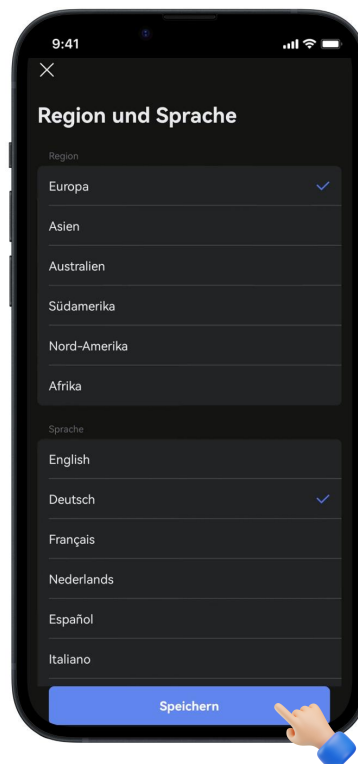 9:41
Region und Sprache
Region
Europa
Asien
Australien
Südamerika
Nord-Amerika
Afrika
Sprache
English
Deutsch
Français
Nederlands
Español
Italiano
Speichern